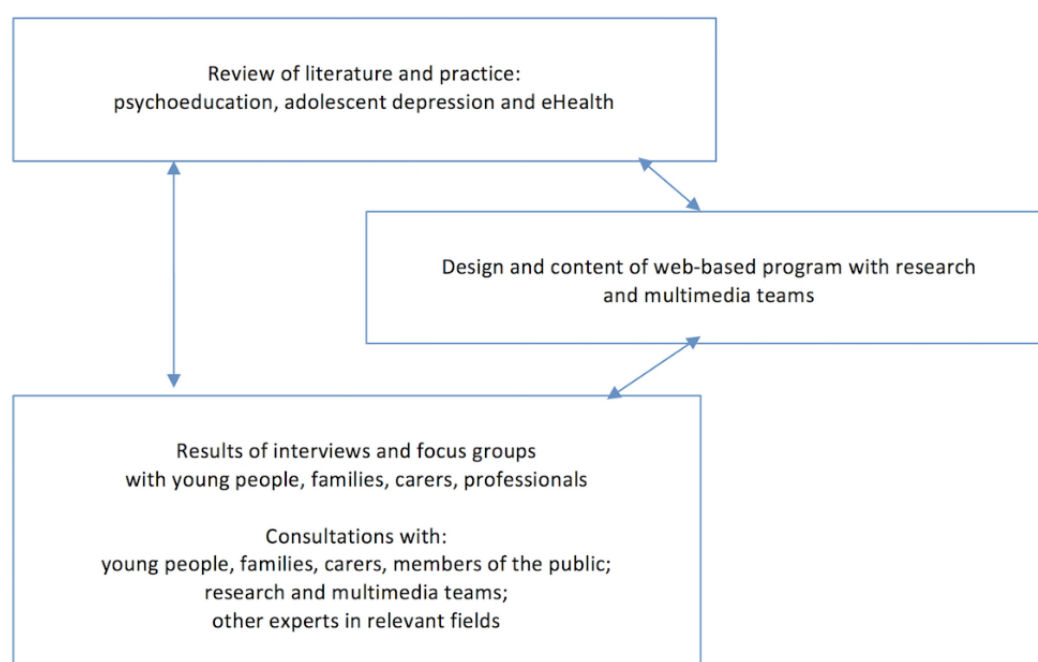 Review of literature and practice:
psychoeducation, adolescent depression and eHealth
Design and content of web-based program with research
and multimedia teams
Results of interviews and focus groups
with young people, families, carers, professionals
Consultations with:
young people, families, carers, members of the public;
research and multimedia teams;
other experts in relevant fields